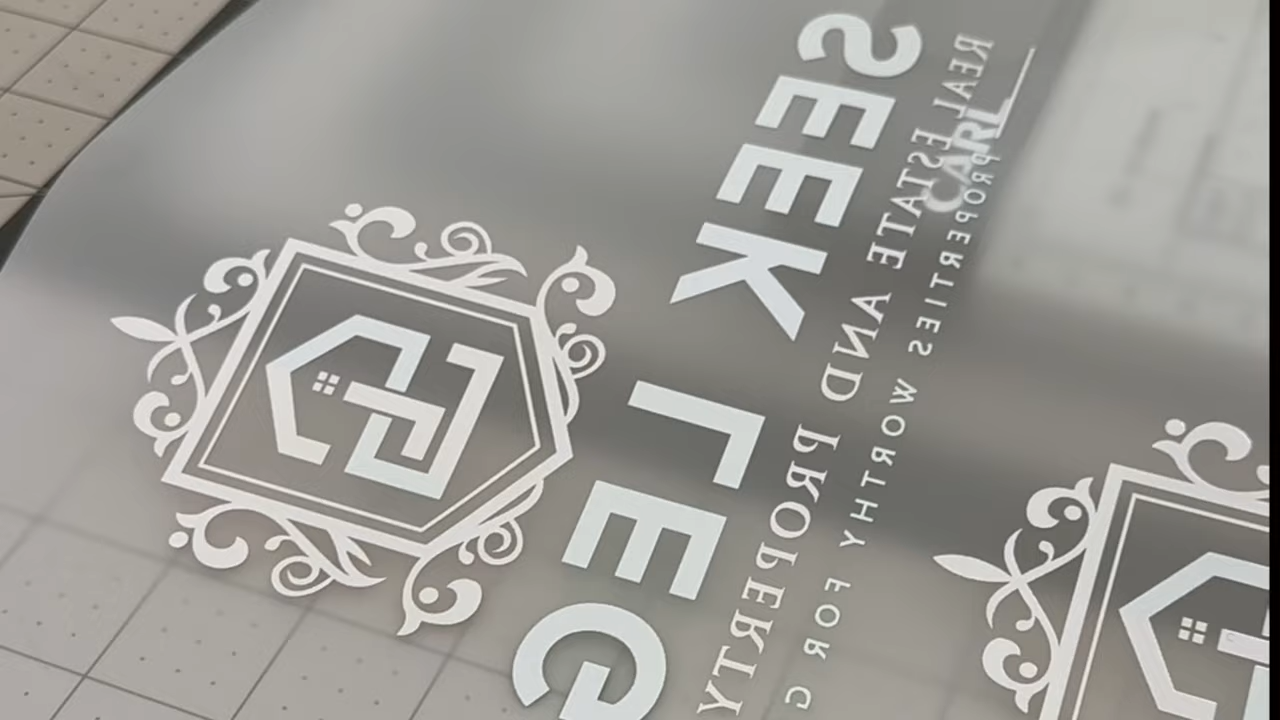 SEEK LEG
REAL ESTATE AND PROPERTY
PROPERTIES WORTHY FOR G
CARL